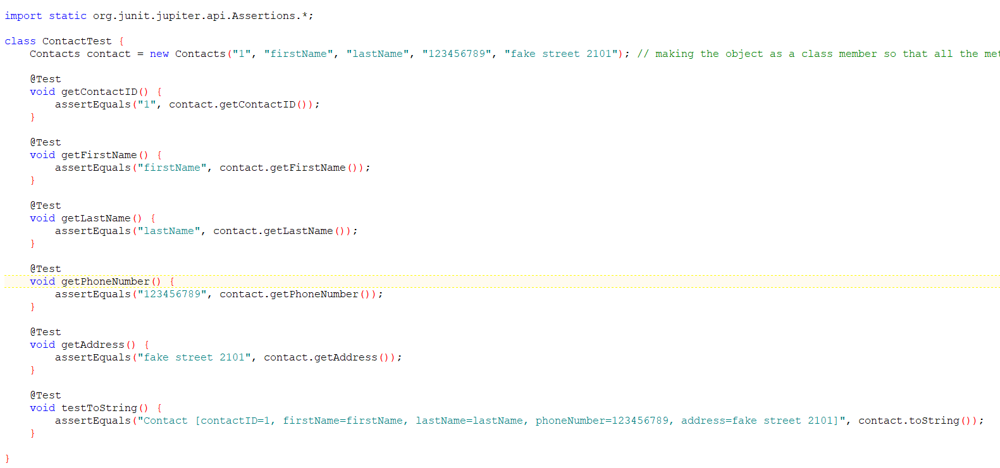 import static org.junit.jupiter.api.Assertions.*;
class ContactTest {
    Contacts contact = new Contacts("1", "firstName", "lastName", "123456789", "fake street 2101"); // making the object as a class member so that all the
    @Test
    void getContactID() {
        assertEquals("1", contact.getContactID());
    }
    @Test
    void getFirstName() {
        assertEquals("firstName", contact.getFirstName());
    }
    @Test
    void getLastName() {
        assertEquals("lastName", contact.getLastName());
    }
    @Test
    void getPhoneNumber() {
        assertEquals("123456789", contact.getPhoneNumber());
    }
    @Test
    void getAddress() {
        assertEquals("fake street 2101", contact.getAddress());
    }
    @Test
    void testToString() {
        assertEquals("Contact [contactID=1, firstName=firstName, lastName=lastName, phoneNumber=123456789, address=fake street 2101]", contact.toString());
    }
}